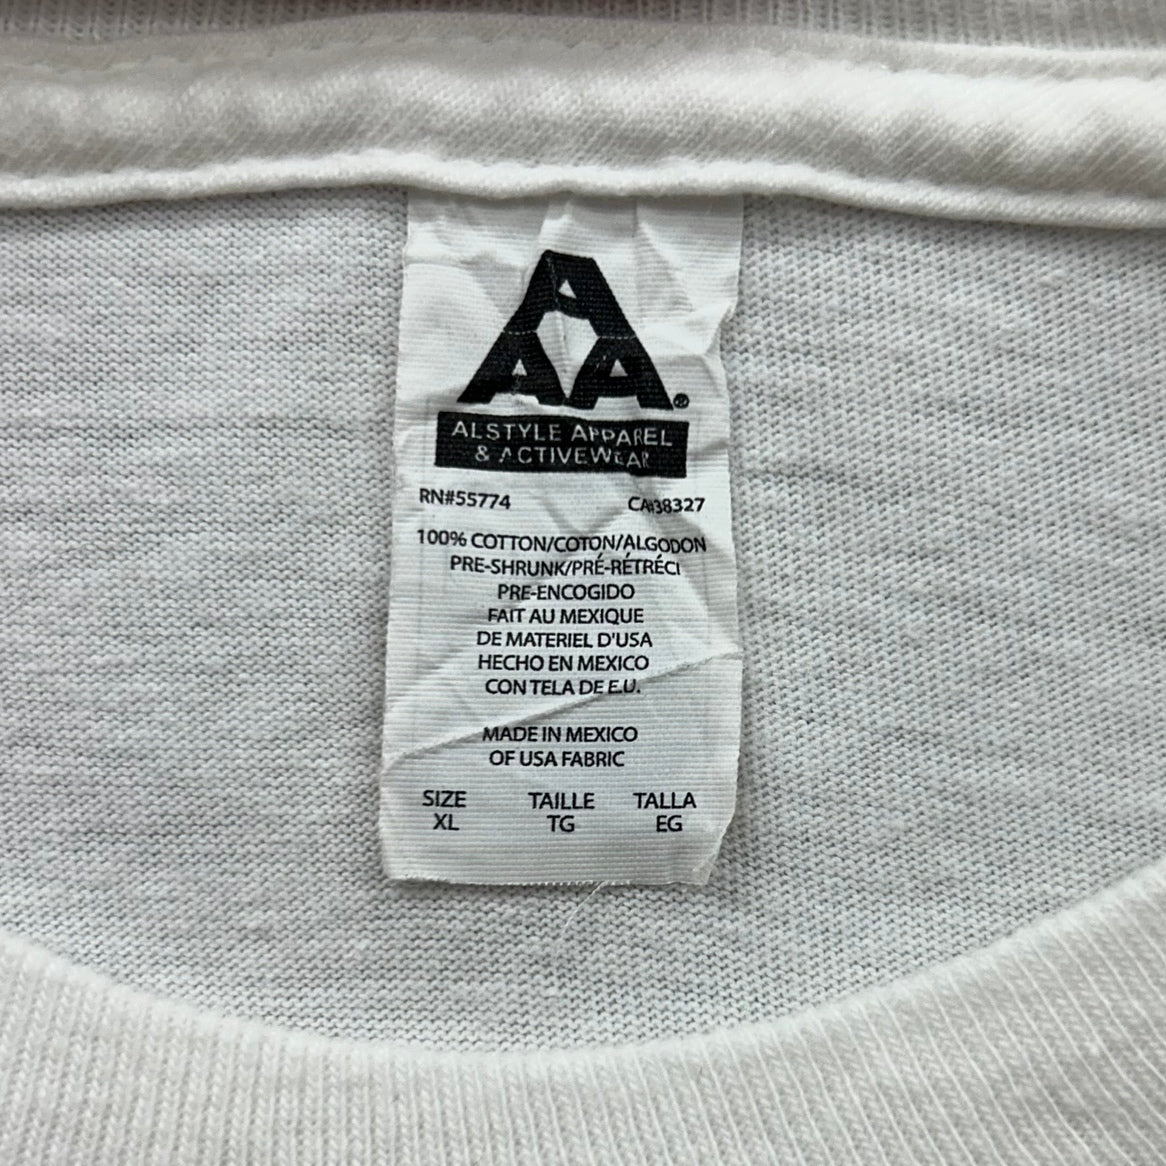 A
AA®
ALSTYLE APPAREL
& ACTIVEWEAR
RN#55774 CA#38327
100% COTTON/COTON/ALGODON
PRE-SHRUNK/PRÉ-RÉTRÉCI
PRE-ENCOGIDO
FAIT AU MEXIQUE
DE MATERIEL D'USA
HECHO EN MEXICO
CON TELA DE E.U.
MADE IN MEXICO
OF USA FABRIC
SIZE TAILLE TALLA
XL TG EG